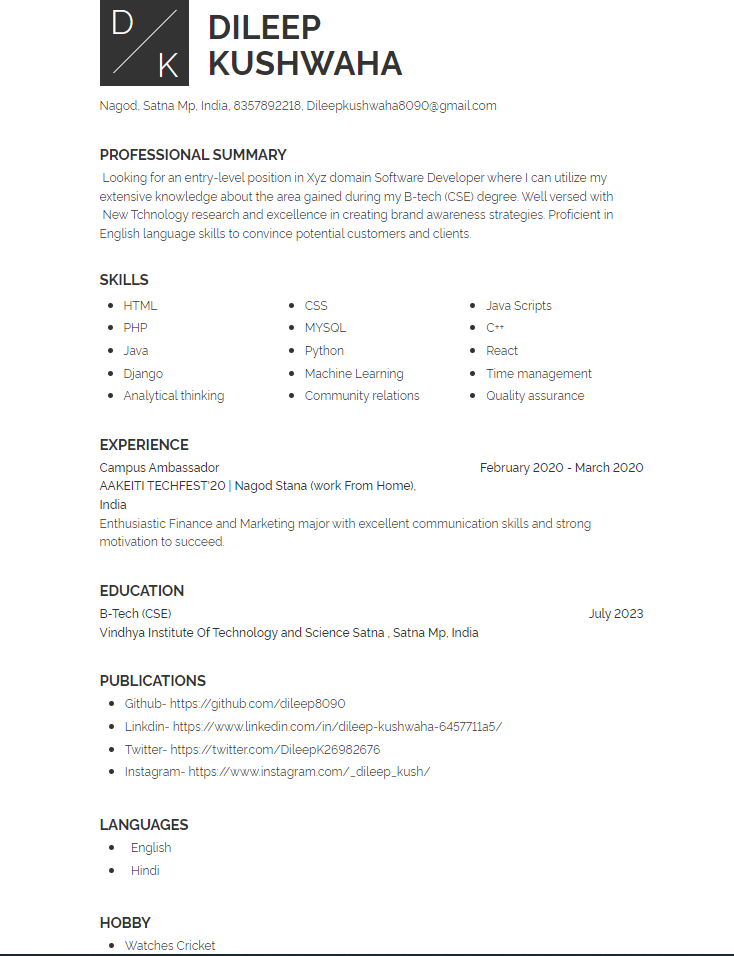 D
K
DILEEP
KUSHWAHA
Nagod, Satna Mp, India, 8357892218, Dileepkushwaha8090@gmail.com
PROFESSIONAL SUMMARY
Looking for an entry-level position in Xyz domain Software Developer where I can utilize my
extensive knowledge about the area gained during my B-tech (CSE) degree. Well versed with
New Tchnology research and excellence in creating brand awareness strategies. Proficient in
English language skills to convince potential customers and clients.
SKILLS
• HTML • CSS • Java Scripts
• PHP • MYSQL • C++
• Java • Python • React
• Django • Machine Learning • Time management
• Analytical thinking • Community relations • Quality assurance
EXPERIENCE
Campus Ambassador February 2020 - March 2020
AAKEITI TECHFEST'20 | Nagod Stana (work From Home),
India
Enthusiastic Finance and Marketing major with excellent communication skills and strong
motivation to succeed.
EDUCATION
B-Tech (CSE) July 2023
Vindhya Institute Of Technology and Science Satna , Satna Mp, India
PUBLICATIONS
• Github- https://github.com/dileep8090
• Linkdin- https://www.linkedin.com/in/dileep-kushwaha-6457711a5/
• Twitter- https://twitter.com/DileepK26982676
• Instagram- https://www.instagram.com/_dileep_kush/
LANGUAGES
• English
• Hindi
HOBBY
• Watches Cricket